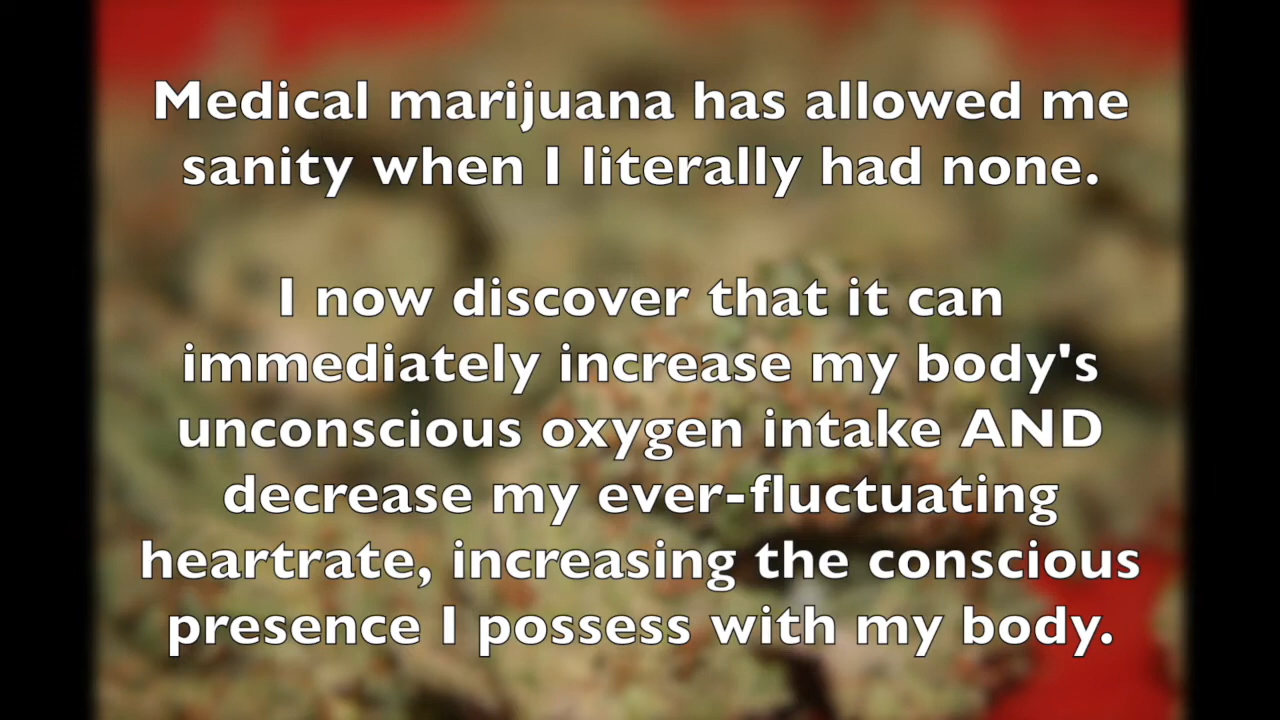 Medical marijuana has allowed me
sanity when I literally had none.
I now discover that it can
immediately increase my body's
unconscious oxygen intake AND
decrease my ever-fluctuating
heartrate, increasing the conscious
presence I possess with my body.